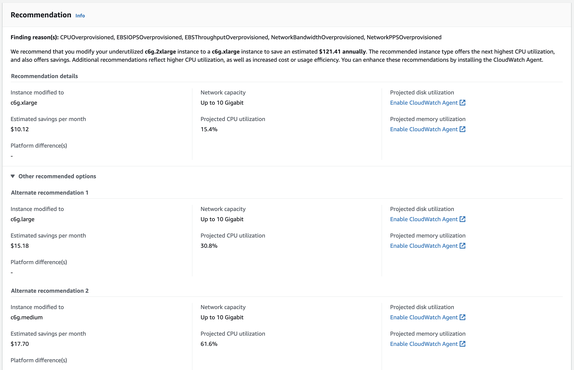 Recommendation Info
Finding reason(s): CPUOverprovisioned, EBSIOPSOverprovisioned, EBSThroughputOverprovisioned, NetworkBandwidthOverprovisioned, NetworkPPSOverprovisioned
We recommend that you modify your underutilized c6g.2xlarge instance to a c6g.xlarge instance to save an estimated $121.41 annually. The recommended instance type offers the next highest CPU utilization,
and also offers savings. Additional recommendations reflect higher CPU utilization, as well as increased cost or usage efficiency. You can enhance these recommendations by installing the CloudWatch Agent.
Recommendation details
Instance modified to
c6g.xlarge
Estimated savings per month
$10.12
Platform difference(s)
-
Network capacity
Up to 10 Gigabit
Projected CPU utilization
15.4%
Projected disk utilization
Enable CloudWatch Agent
Projected memory utilization
Enable CloudWatch Agent
▼ Other recommended options
Alternate recommendation 1
Instance modified to
c6g.large
Estimated savings per month
$15.18
Platform difference(s)
-
Network capacity
Up to 10 Gigabit
Projected CPU utilization
30.8%
Projected disk utilization
Enable CloudWatch Agent
Projected memory utilization
Enable CloudWatch Agent
Alternate recommendation 2
Instance modified to
c6g.medium
Estimated savings per month
$17.70
Platform difference(s)
Network capacity
Up to 10 Gigabit
Projected CPU utilization
61.6%
Projected disk utilization
Enable CloudWatch Agent
Projected memory utilization
Enable CloudWatch Agent